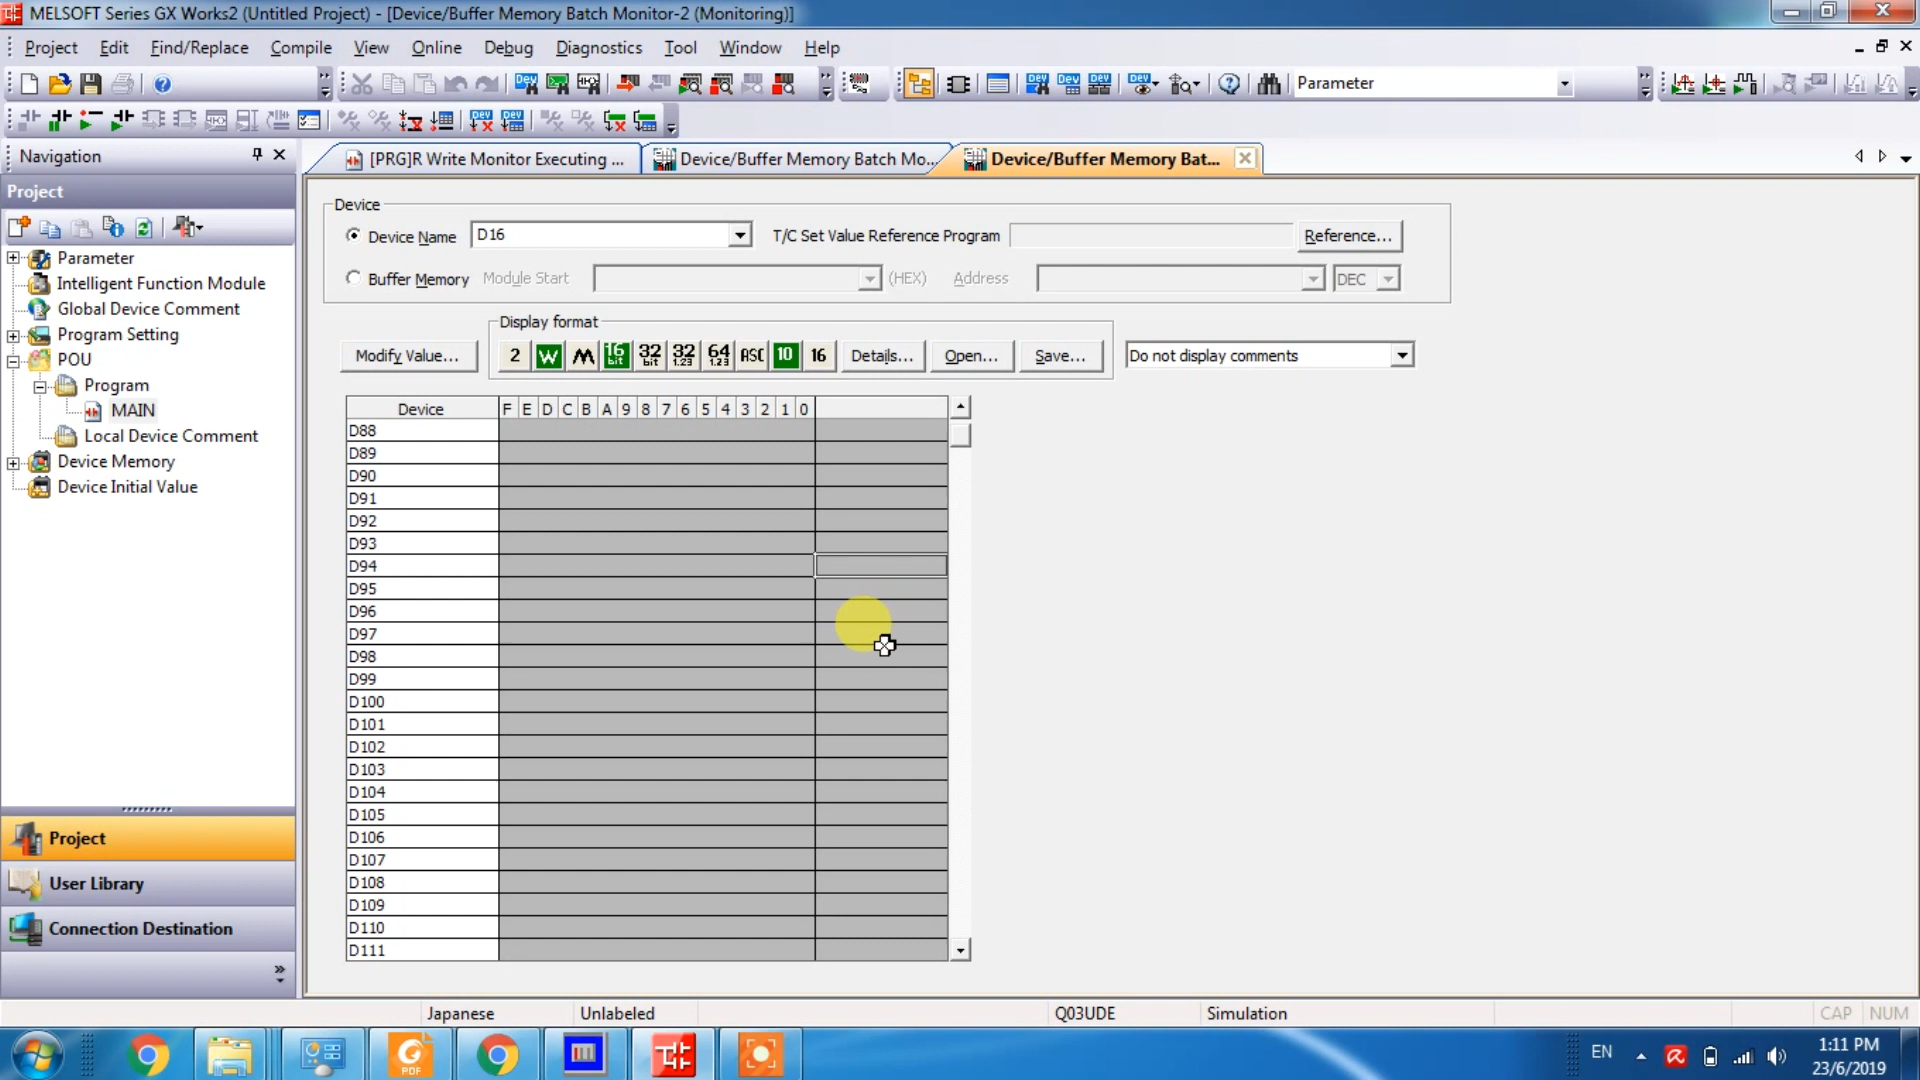 MELSOFT Series GX Works2 (Untitled Project) - [Device/Buffer Memory Batch Monitor-2 (Monitoring)]
Project Edit Find/Replace Compile View Online Debug Diagnostics Tool Window Help
Parameter
Navigation
[PRG]R Write Monitor Executing ...
Device/Buffer Memory Batch Mo...
Device/Buffer Memory Bat...
Project
Parameter
Intelligent Function Module
Global Device Comment
Program Setting
POU
Program
MAIN
Local Device Comment
Device Memory
Device Initial Value
Project
User Library
Connection Destination
Device
Device Name D16 T/C Set Value Reference Program Reference...
Buffer Memory Module Start (HEX) Address DEC
Display format
Modify Value... 2 W M 16 bit 32 bit 32 1.23 64 1.23 ASC 10 16 Details... Open... Save... Do not display comments
Device F E D C B A 9 8 7 6 5 4 3 2 1 0
D88
D89
D90
D91
D92
D93
D94
D95
D96
D97
D98
D99
D100
D101
D102
D103
D104
D105
D106
D107
D108
D109
D110
D111
Japanese Unlabeled Q03UDE Simulation CAP NUM
EN 1:11 PM
23/6/2019